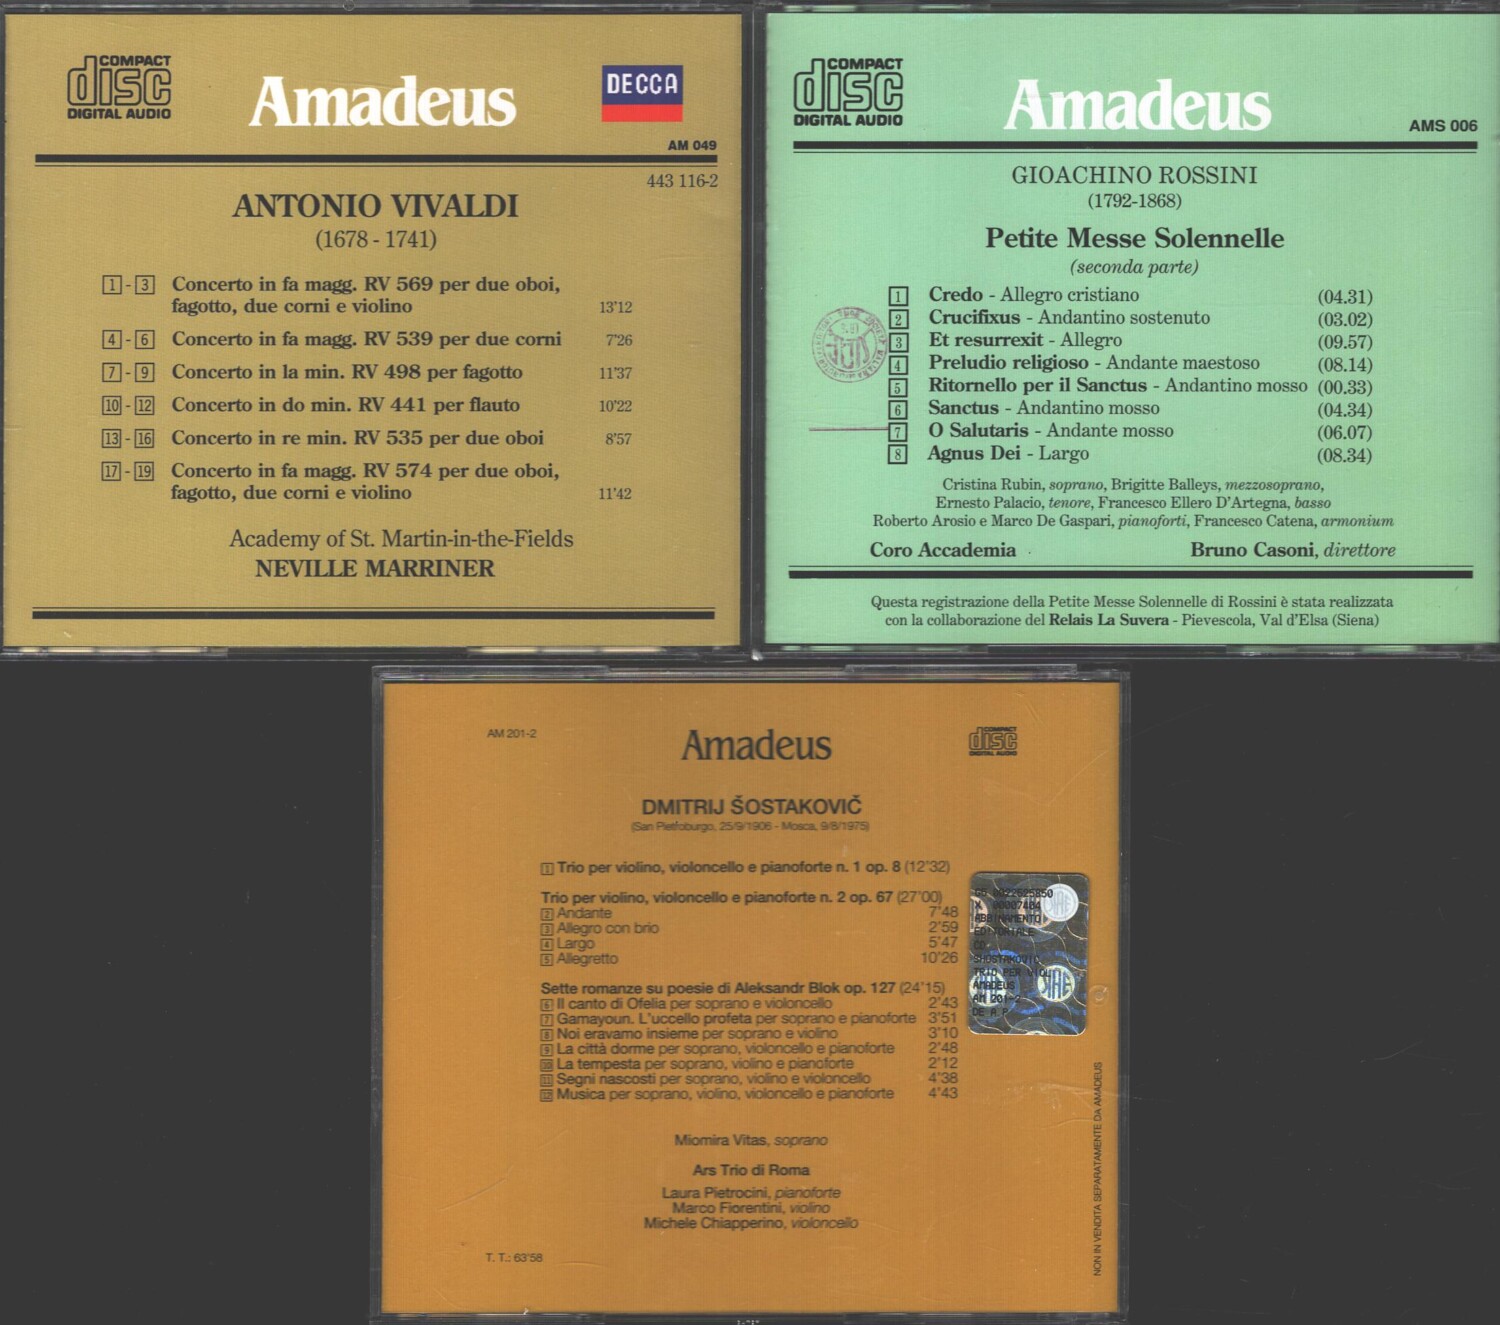 COMPACT
disc
DIGITAL AUDIO
Amadeus
DECCA
AM 049
443 116-2
ANTONIO VIVALDI
(1678 - 1741)
1 - 3 Concerto in fa magg. RV 569 per due oboi,
fagotto, due corni e violino 13'12
4 - 6 Concerto in fa magg. RV 539 per due corni 7'26
7 - 9 Concerto in la min. RV 498 per fagotto 11'37
10 - 12 Concerto in do min. RV 441 per flauto 10'22
13 - 16 Concerto in re min. RV 535 per due oboi 8'57
17 - 19 Concerto in fa magg. RV 574 per due oboi,
fagotto, due corni e violino 11'42
Academy of St. Martin-in-the-Fields
NEVILLE MARRINER
COMPACT
disc
DIGITAL AUDIO
Amadeus
AMS 006
GIOACHINO ROSSINI
(1792-1868)
Petite Messe Solennelle
(seconda parte)
1 Credo - Allegro cristiano (04.31)
2 Crucifixus - Andantino sostenuto (03.02)
3 Et resurrexit - Allegro (09.57)
4 Preludio religioso - Andante maestoso (08.14)
5 Ritornello per il Sanctus - Andantino mosso (00.33)
6 Sanctus - Andantino mosso (04.34)
7 O Salutaris - Andante mosso (06.07)
8 Agnus Dei - Largo (08.34)
Cristina Rubin, soprano, Brigitte Balleys, mezzosoprano,
Ernesto Palacio, tenore, Francesco Ellero D'Artegna, basso
Roberto Arosio e Marco De Gaspari, pianoforti, Francesco Catena, armonium
Coro Accademia Bruno Casoni, direttore
Questa registrazione della Petite Messe Solennelle di Rossini è stata realizzata
con la collaborazione del Relais La Suvera - Pievescola, Val d'Elsa (Siena)
AM 201-2
Amadeus
COMPACT
disc
DIGITAL AUDIO
DMITRIJ ŠOSTAKOVIČ
(San Pietroburgo, 25/9/1906 - Mosca, 9/8/1975)
1 Trio per violino, violoncello e pianoforte n. 1 op. 8 (12'32)
Trio per violino, violoncello e pianoforte n. 2 op. 67 (27'00)
2 Andante 7'48
3 Allegro con brio 2'59
4 Largo 5'47
5 Allegretto 10'26
Sette romanze su poesie di Aleksandr Blok op. 127 (24'15)
6 Il canto di Ofelia per soprano e violoncello 2'43
7 Gamayoun. L'uccello profeta per soprano e pianoforte 3'51
8 Noi eravamo insieme per soprano e violino 3'10
9 La città dorme per soprano, violoncello e pianoforte 2'48
10 La tempesta per soprano, violino e pianoforte 2'12
11 Segni nascosti per soprano, violino e violoncello 4'38
12 Musica per soprano, violino, violoncello e pianoforte 4'43
Miomira Vitas, soprano
Ars Trio di Roma
Laura Pietrocini, pianoforte
Marco Fiorentini, violino
Michele Chiapperino, violoncello
T. T.: 63'58
X 00007404
ABBINAMENTO
EDITORIALE
CD
SHOSTAKOVIC
TRIO PER VIOL
AMADEUS
AM 201-2
DE A.P.
NON IN VENDITA SEPARATAMENTE DA AMADEUS